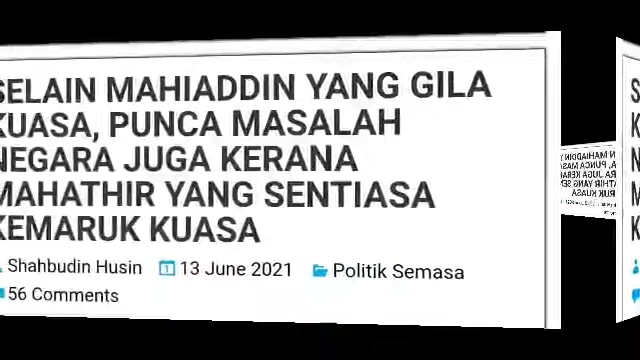 SELAIN MAHIADDIN YANG GILA
KUASA, PUNCA MASALAH
NEGARA JUGA KERANA
MAHATHIR YANG SENTIASA
KEMARUK KUASA
Shahbudin Husin 13 June 2021 Politik Semasa
56 Comments